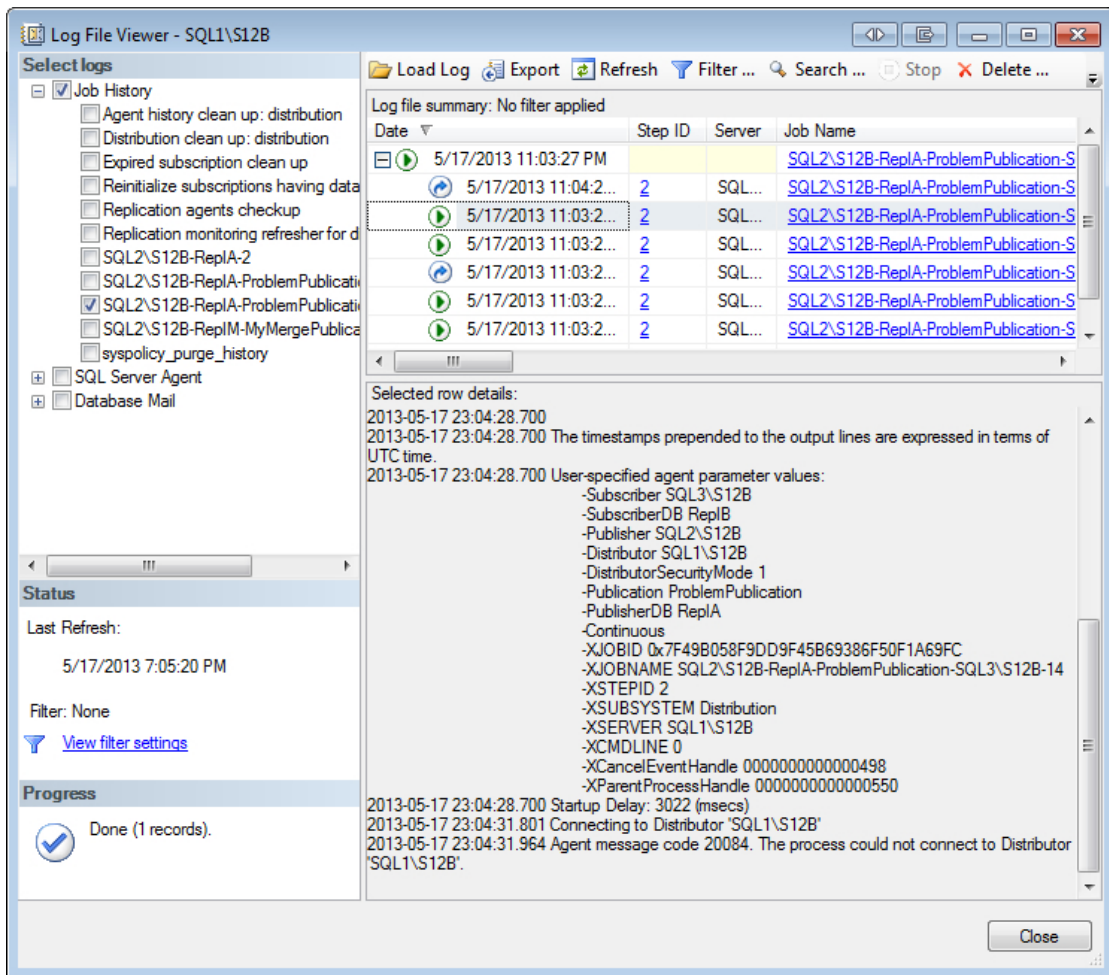 Log File Viewer - SQL1\S12B
Select logs
Job History
Agent history clean up: distribution
Distribution clean up: distribution
Expired subscription clean up
Reinitialize subscriptions having data
Replication agents checkup
Replication monitoring refresher for d
SQL2\S12B-ReplA-2
SQL2\S12B-ReplA-ProblemPublicati
SQL2\S12B-ReplA-ProblemPublicati
SQL2\S12B-ReplM-MyMergePublica
syspolicy_purge_history
SQL Server Agent
Database Mail
Status
Last Refresh:
5/17/2013 7:05:20 PM
Filter: None
View filter settings
Progress
Done (1 records).
Load Log Export Refresh Filter ... Search ... Stop Delete ...
Log file summary: No filter applied
Date Step ID Server Job Name
5/17/2013 11:03:27 PM SQL2\S12B-ReplA-ProblemPublication-S
5/17/2013 11:04:2... 2 SQL... SQL2\S12B-ReplA-ProblemPublication-S
5/17/2013 11:03:2... 2 SQL... SQL2\S12B-ReplA-ProblemPublication-S
5/17/2013 11:03:2... 2 SQL... SQL2\S12B-ReplA-ProblemPublication-S
5/17/2013 11:03:2... 2 SQL... SQL2\S12B-ReplA-ProblemPublication-S
5/17/2013 11:03:2... 2 SQL... SQL2\S12B-ReplA-ProblemPublication-S
5/17/2013 11:03:2... 2 SQL... SQL2\S12B-ReplA-ProblemPublication-S
Selected row details:
2013-05-17 23:04:28.700
2013-05-17 23:04:28.700 The timestamps prepended to the output lines are expressed in terms of
UTC time.
2013-05-17 23:04:28.700 User-specified agent parameter values:
-Subscriber SQL3\S12B
-SubscriberDB ReplB
-Publisher SQL2\S12B
-Distributor SQL1\S12B
-DistributorSecurityMode 1
-Publication ProblemPublication
-PublisherDB ReplA
-Continuous
-XJOBID 0x7F49B058F9DD9F45B69386F50F1A69FC
-XJOBNAME SQL2\S12B-ReplA-ProblemPublication-SQL3\S12B-14
-XSTEPID 2
-XSUBSYSTEM Distribution
-XSERVER SQL1\S12B
-XCMDLINE 0
-XCancelEventHandle 0000000000000498
-XParentProcessHandle 0000000000000550
2013-05-17 23:04:28.700 Startup Delay: 3022 (msecs)
2013-05-17 23:04:31.801 Connecting to Distributor 'SQL1\S12B'
2013-05-17 23:04:31.964 Agent message code 20084. The process could not connect to Distributor
'SQL1\S12B'.
Close